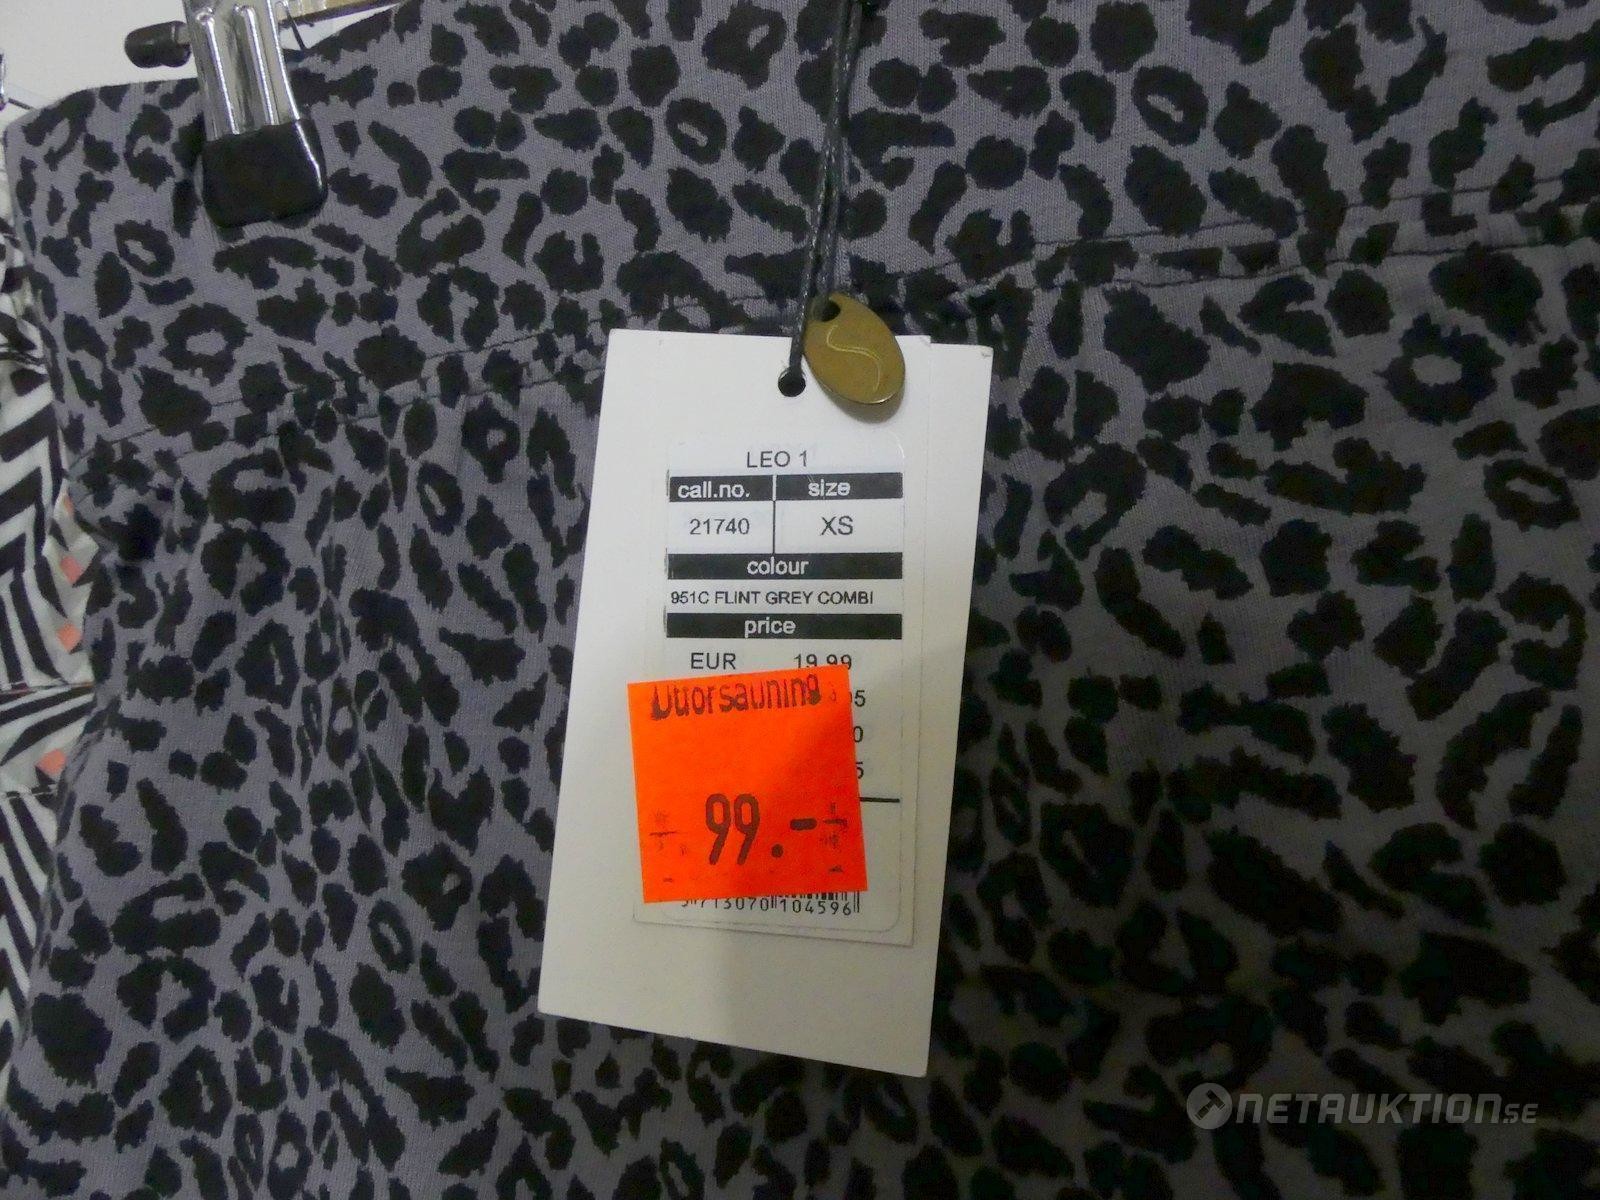 LEO 1
call.no. size
21740 XS
colour
951C FLINT GREY COMBI
price
EUR 19.99
99.-
104596
NETAUKTION.SE